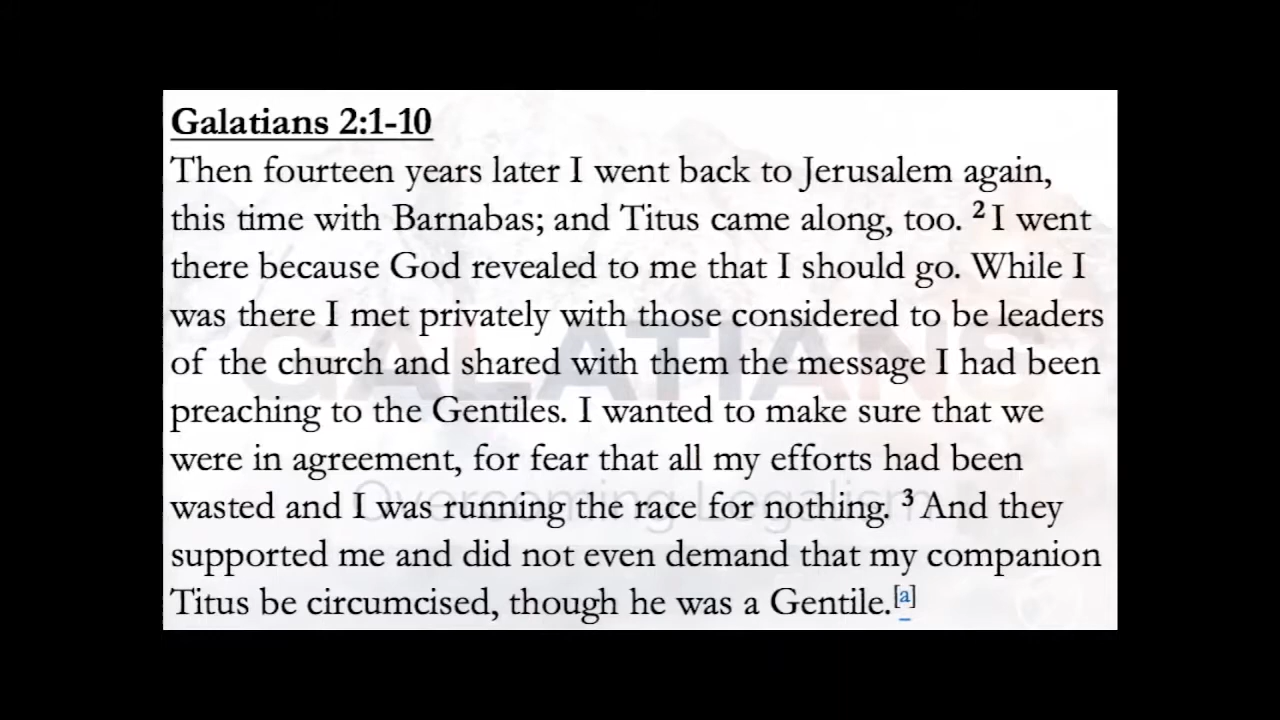 Galatians 2:1-10
Then fourteen years later I went back to Jerusalem again,
this time with Barnabas; and Titus came along, too. ² I went
there because God revealed to me that I should go. While I
was there I met privately with those considered to be leaders
of the church and shared with them the message I had been
preaching to the Gentiles. I wanted to make sure that we
were in agreement, for fear that all my efforts had been
wasted and I was running the race for nothing. ³ And they
supported me and did not even demand that my companion
Titus be circumcised, though he was a Gentile.[a]
GALATIANS
Overcoming Legalism